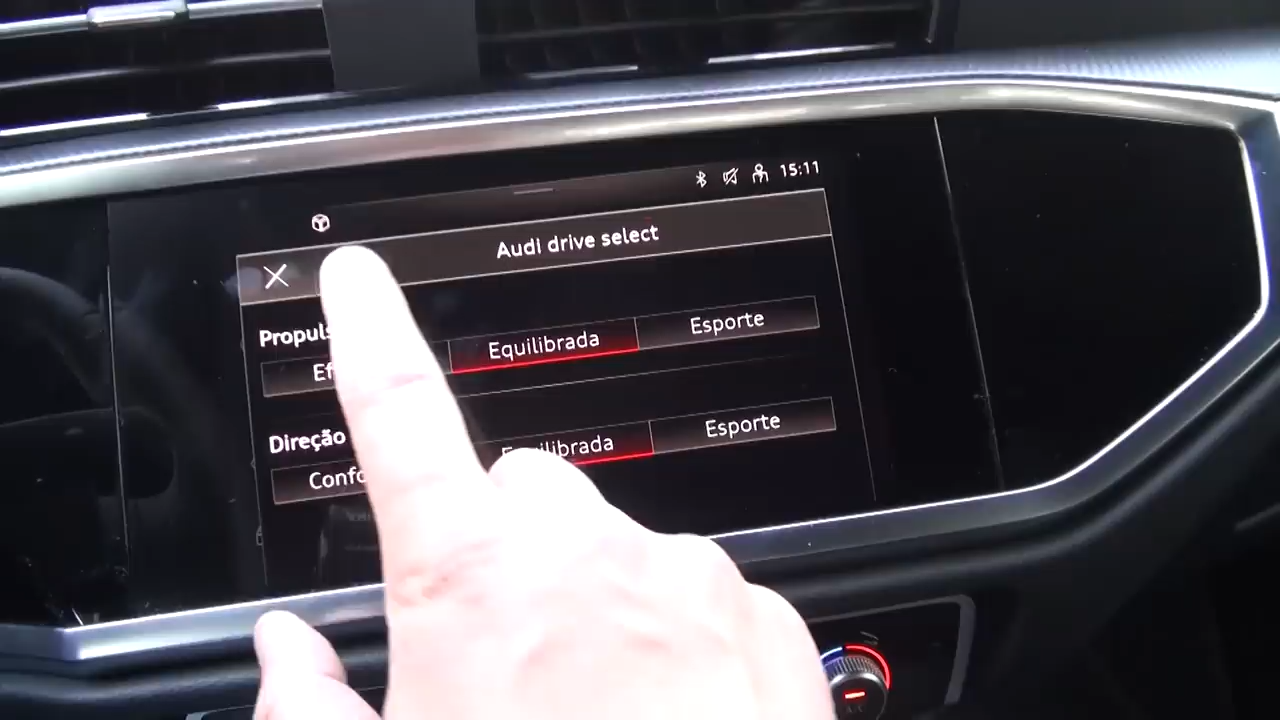 15:11
Audi drive select
Propuls
Ef
Equilibrada
Esporte
Direção
Confo
Equilibrada
Esporte